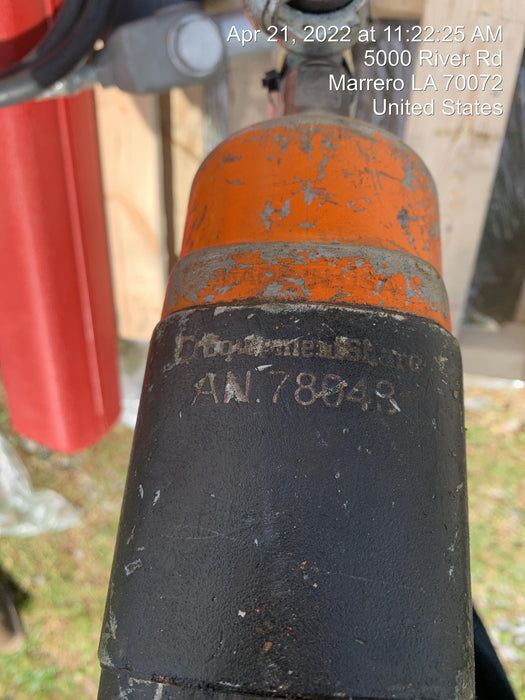 Apr 21, 2022 at 11:22:25 AM
5000 River Rd
Marrero LA 70072
United States
AN.78048